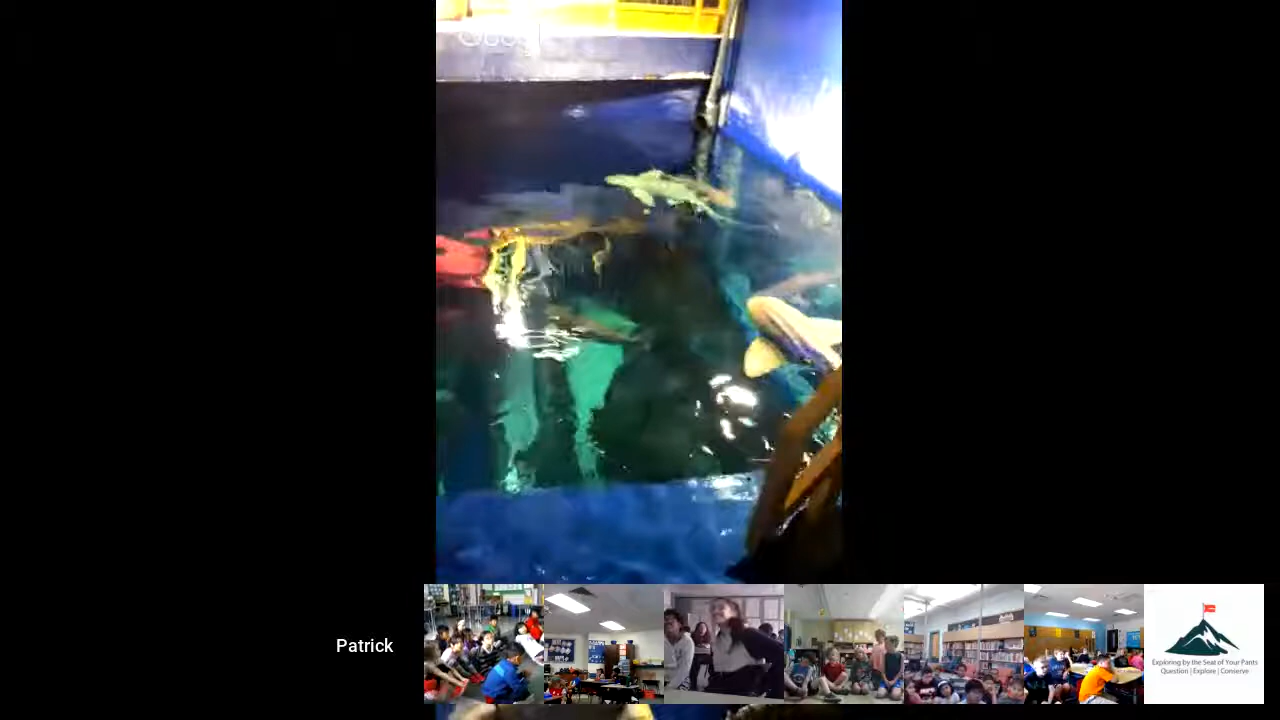 Patrick
Exploring by the Seat of Your Pants
Question | Explore | Conserve